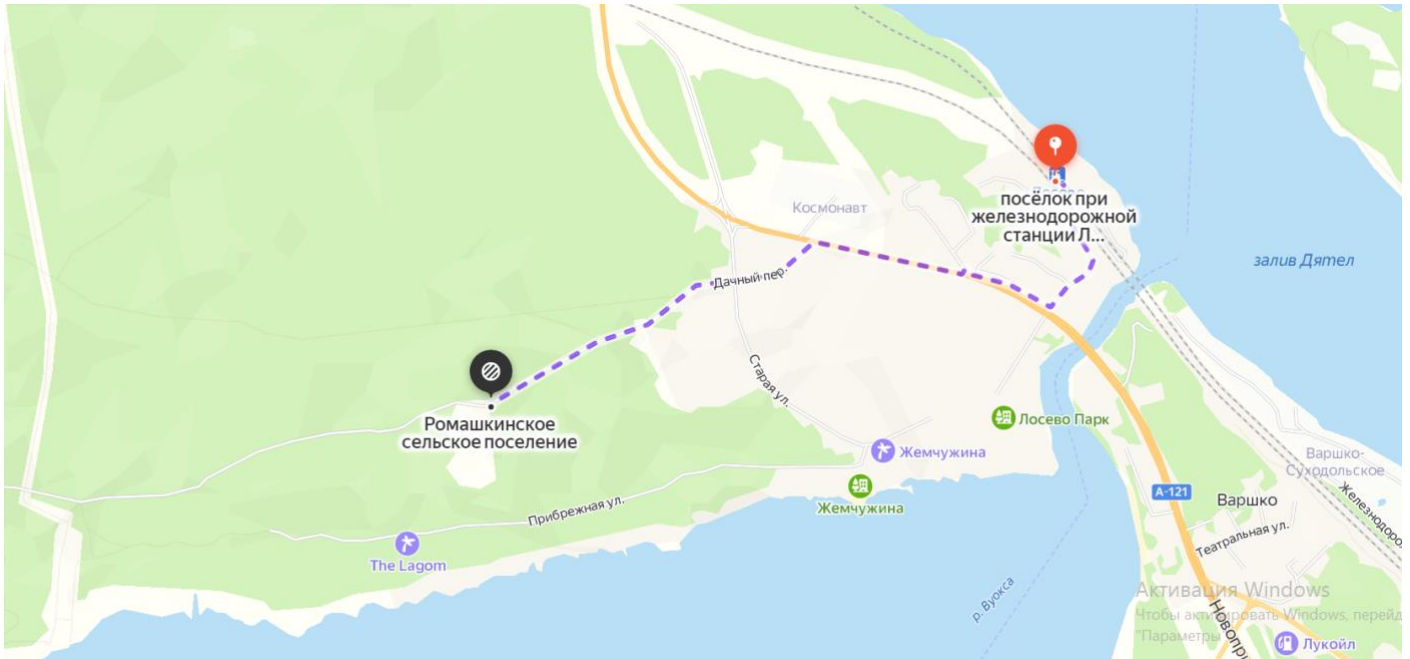 Космонавт
посёлок при
железнодорожной
станции Л...
залив Дятел
Дачный пер.
Старая ул.
Ромашкинское
сельское поселение
Лосево Парк
Жемчужина
Жемчужина
Прибрежная ул.
The Lagom
р. Вуокса
А-121
Варшко-
Суходольское
Варшко
Театральная ул.
Активация Windows
Чтобы активировать Windows, перейд
"Параметры
Лукойл